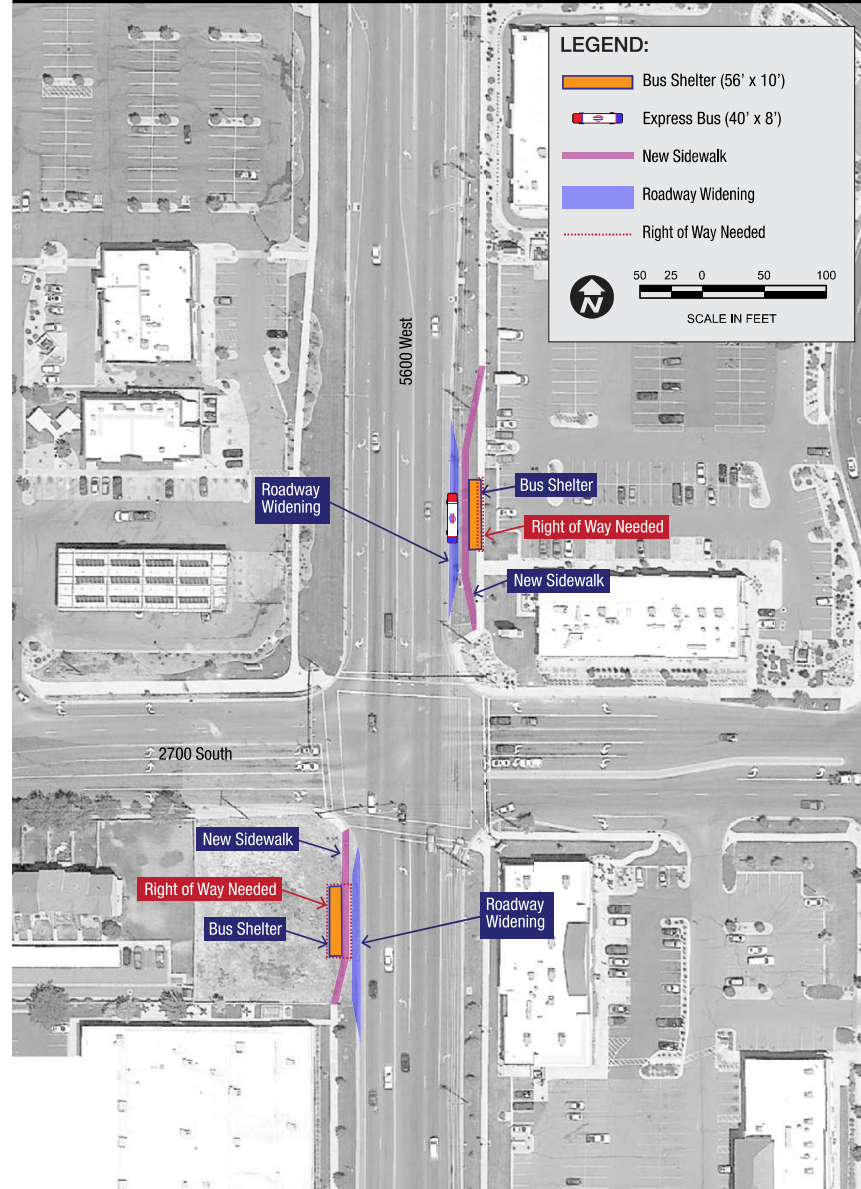 LEGEND:
Bus Shelter (56’ x 10’)
Express Bus (40’ x 8’)
New Sidewalk
Roadway Widening
Right of Way Needed
N
50 25 0 50 100
SCALE IN FEET
5600 West
Roadway
Widening
Bus Shelter
Right of Way Needed
New Sidewalk
2700 South
New Sidewalk
Right of Way Needed
Bus Shelter
Roadway
Widening